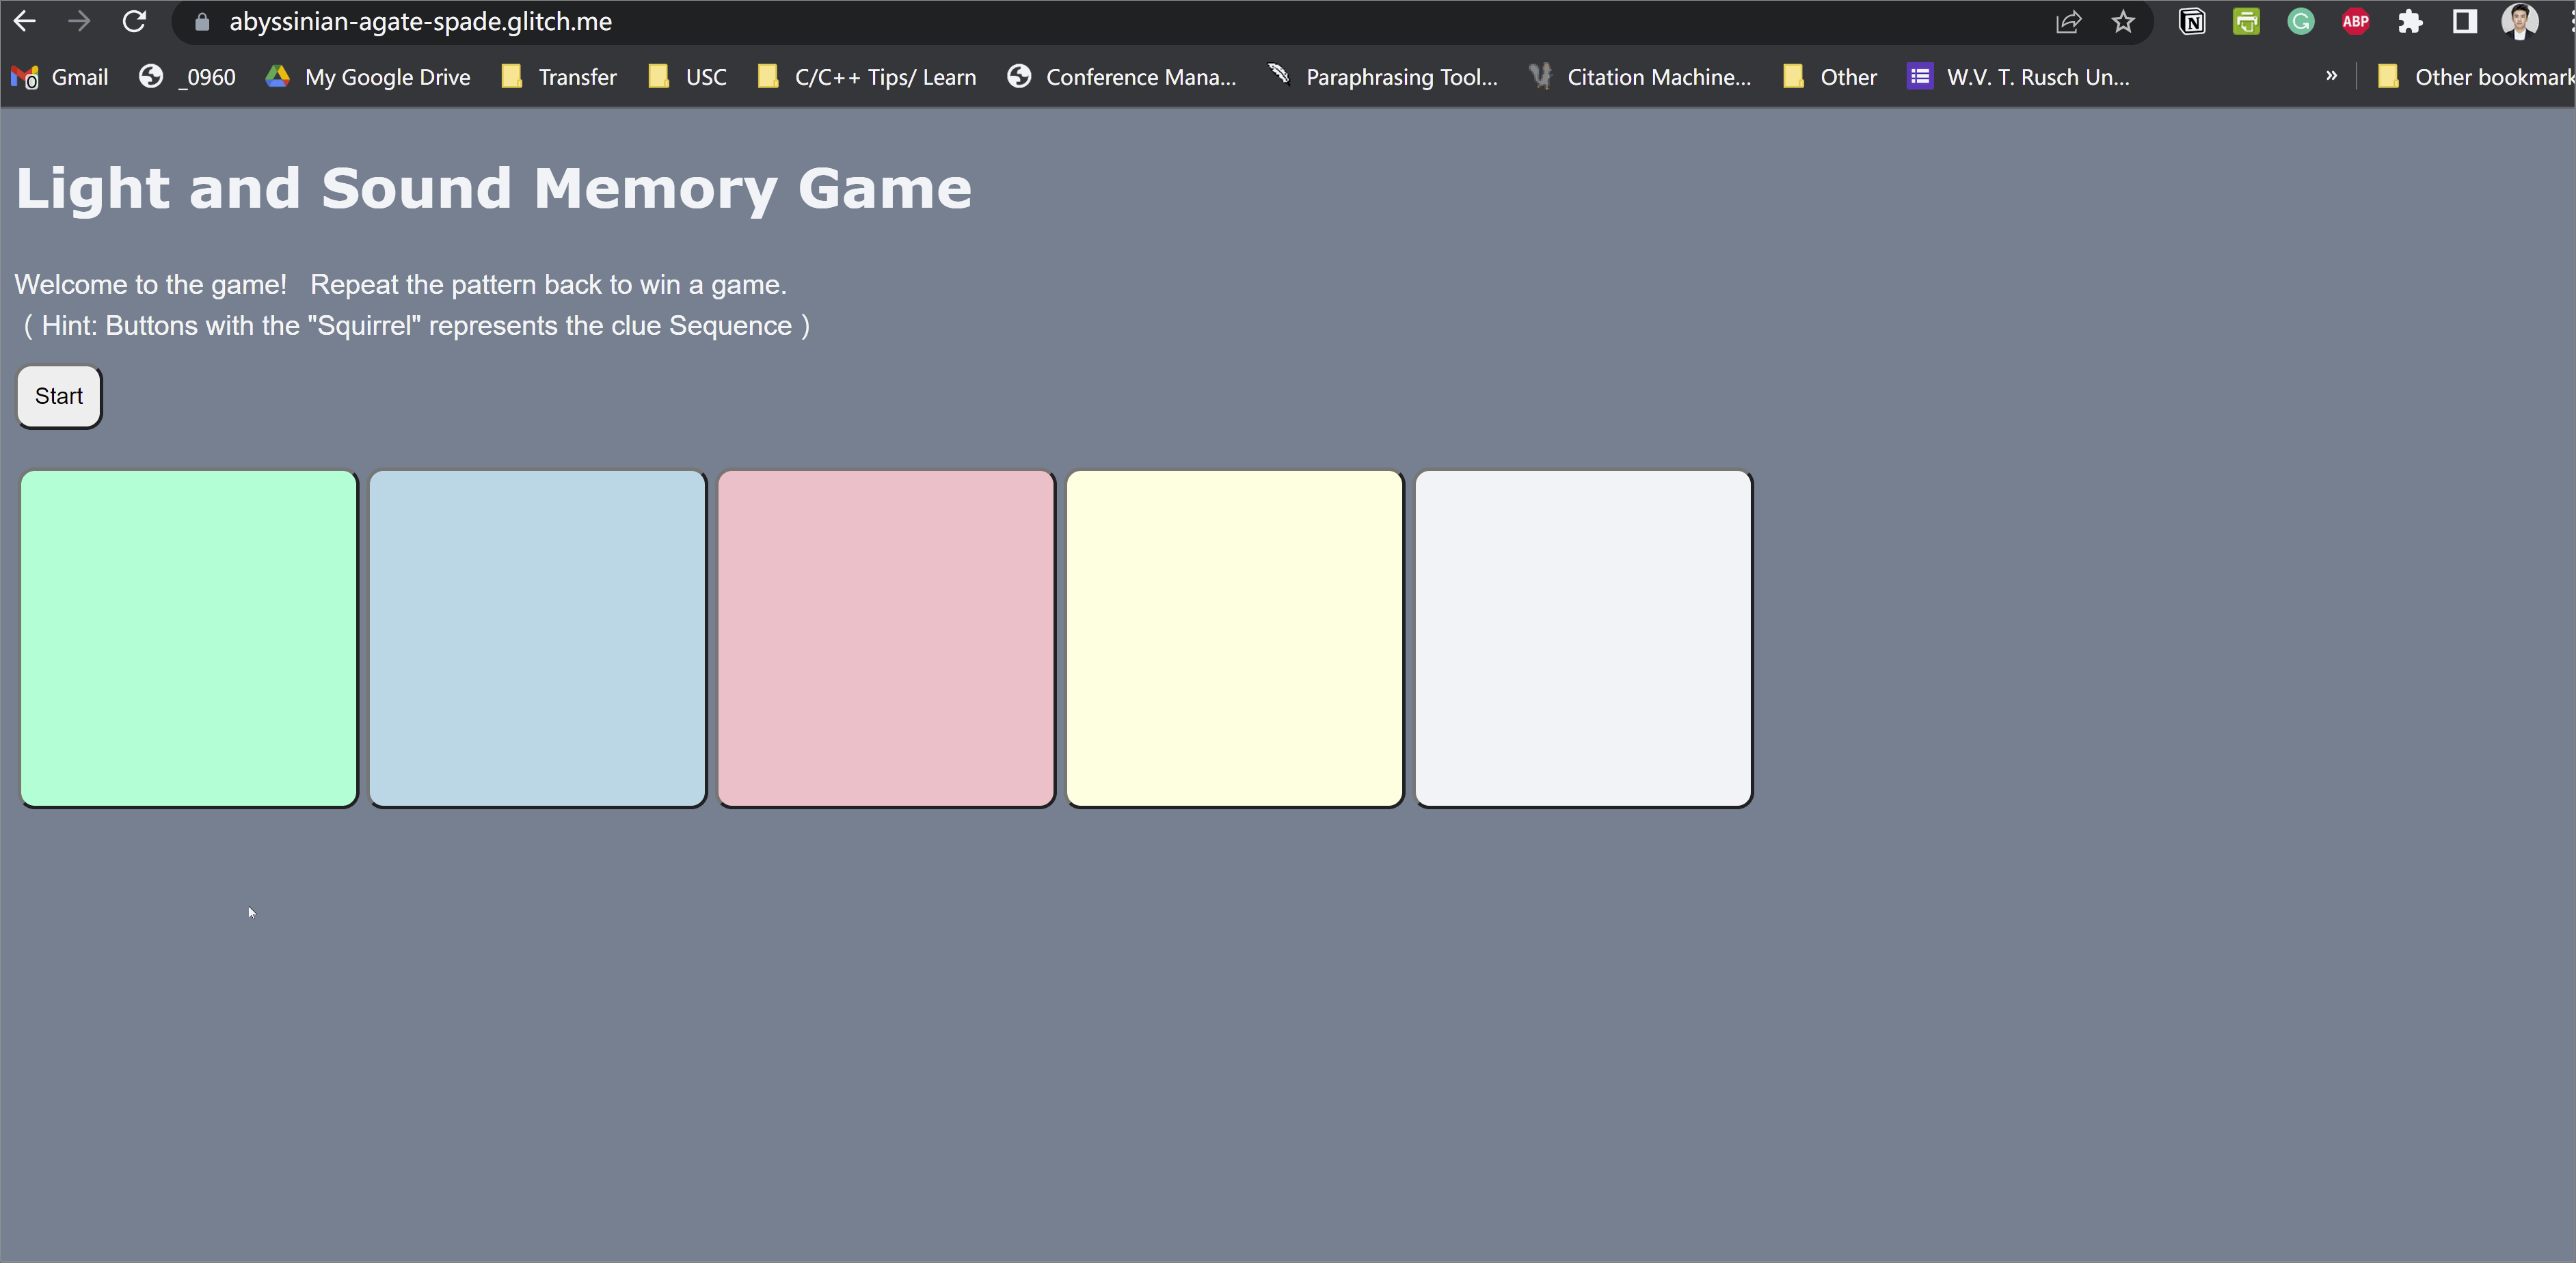 abyssinian-agate-spade.glitch.me
ABP
Gmail _0960 My Google Drive Transfer USC C/C++ Tips/ Learn Conference Mana... Paraphrasing Tool... Citation Machine... Other W.V. T. Rusch Un... » Other bookmark
Light and Sound Memory Game
Welcome to the game!   Repeat the pattern back to win a game.
( Hint: Buttons with the "Squirrel" represents the clue Sequence )
Start